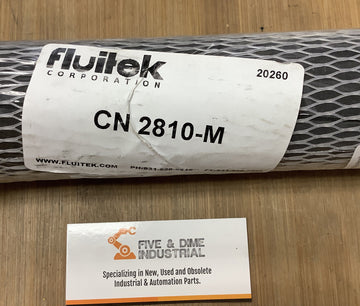 fluitek
CORPORATION
20260
CN 2810-M
WWW.FLUITEK.COM
FIVE & DIME
INDUSTRIAL
Specializing in New, Used and Obsolete
Industrial & Automation Parts.